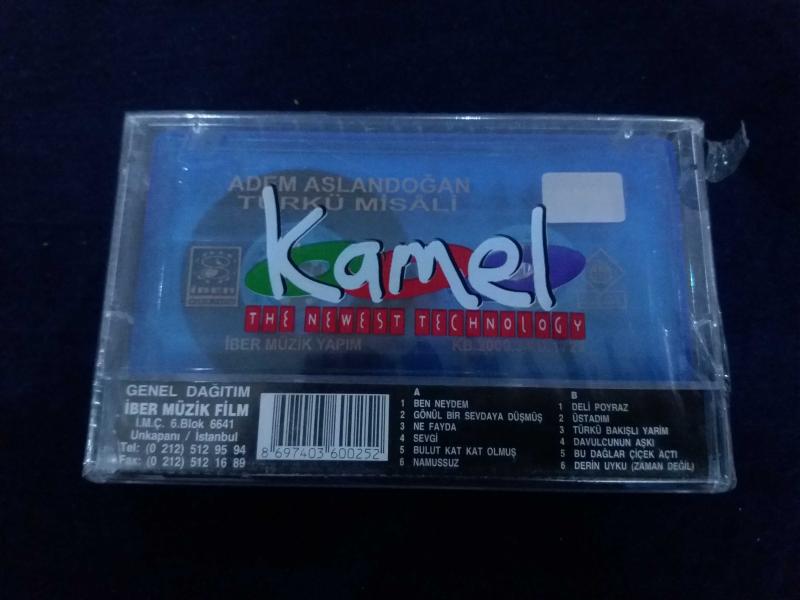 ADEM ASLANDOĞAN
TÜRKÜ MİSÂLİ
Kamel
THE NEWEST TECHNOLOGY
İBER
İBER MÜZİK YAPIM
GENEL DAĞITIM
İBER MÜZİK FİLM
İ.M.Ç. 6.Blok 6641
Unkapanı / İstanbul
Tel: (0 212) 512 95 94
Fax: (0 212) 512 16 89
8 697403 600252
A
1 BEN NEYDEM
2 GÖNÜL BİR SEVDAYA DÜŞMÜŞ
3 NE FAYDA
4 SEVGİ
5 BULUT KAT KAT OLMUŞ
6 NAMUSSUZ
B
1 DELİ POYRAZ
2 ÜSTADIM
3 TÜRKÜ BAKIŞLI YARİM
4 DAVULCUNUN AŞKI
5 BU DAĞLAR ÇİÇEK AÇTI
6 DERİN UYKU (ZAMAN DEĞİL)